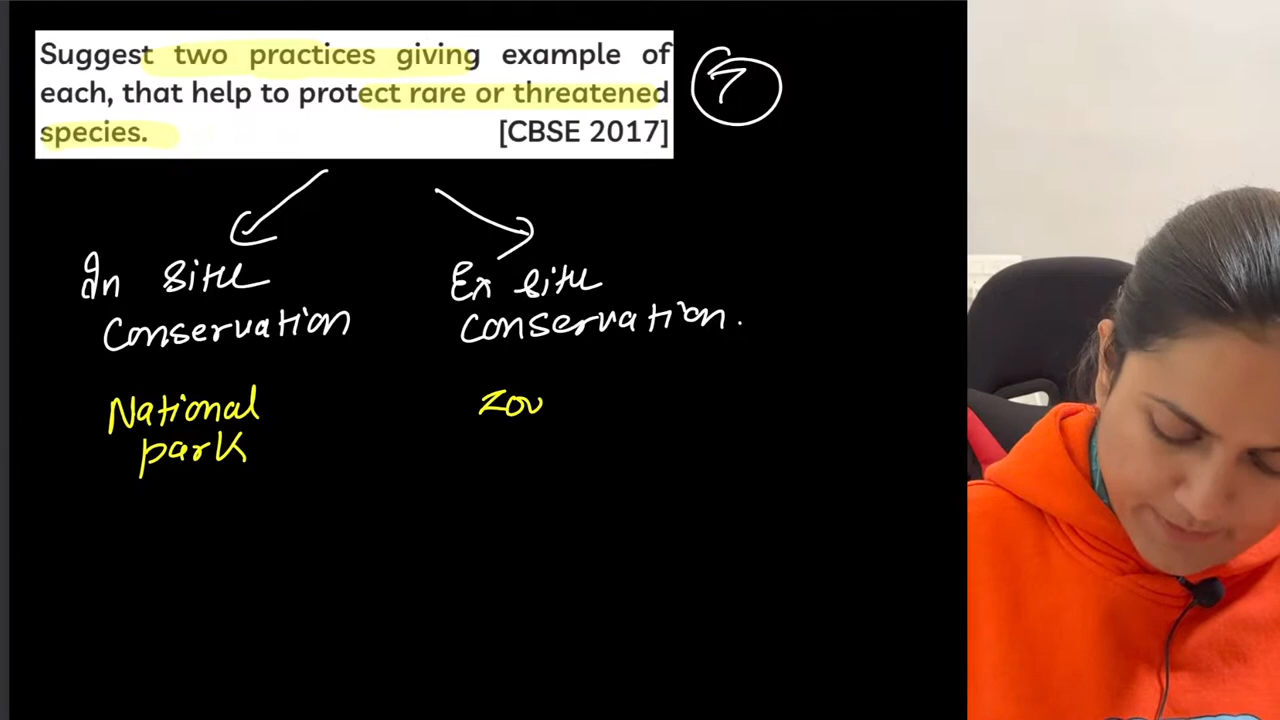 Suggest two practices giving example of
each, that help to protect rare or threatened
species. [CBSE 2017]
7
In situ Ex situ
Conservation Conservation.
National Zoo
park